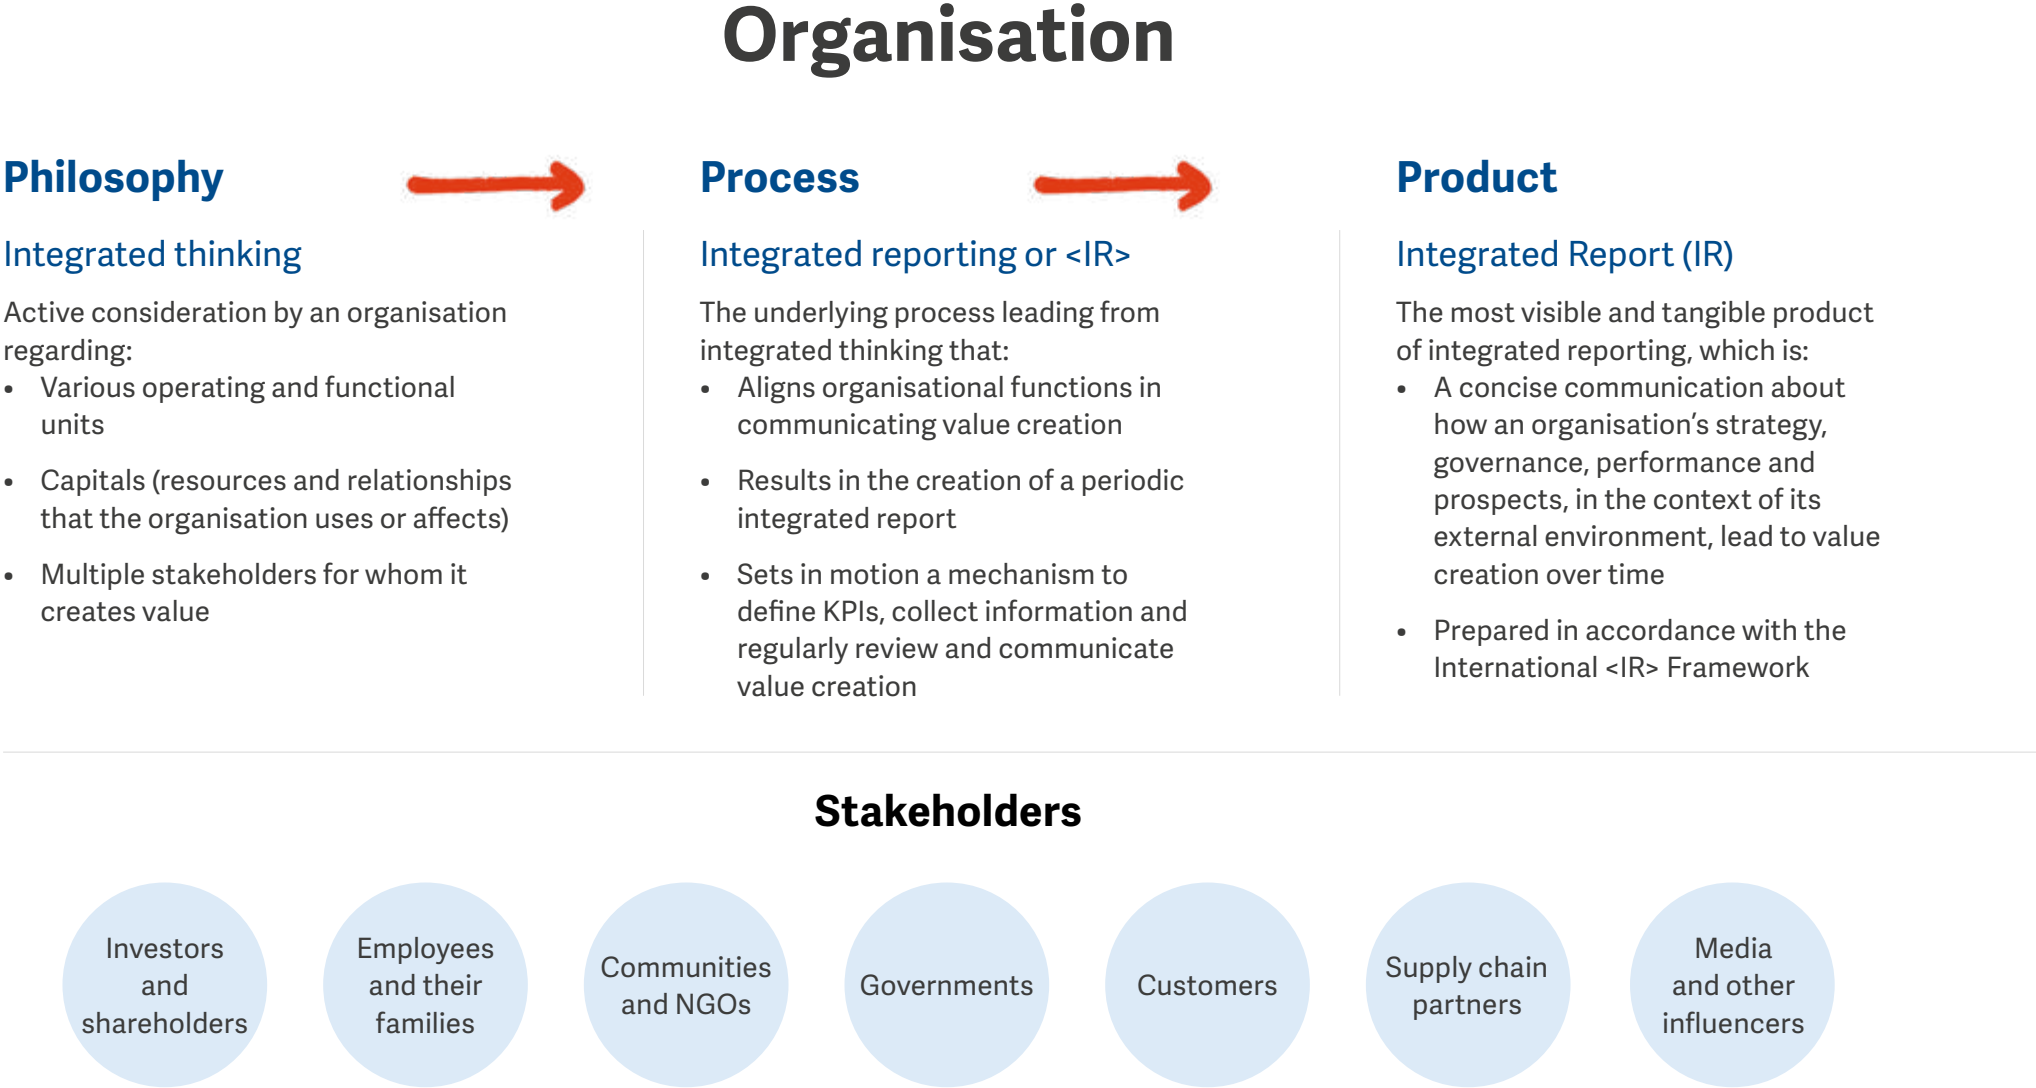 Organisation
Philosophy
Process
Product
Integrated thinking
Active consideration by an organisation
regarding:
• Various operating and functional
units
• Capitals (resources and relationships
that the organisation uses or affects)
• Multiple stakeholders for whom it
creates value
Integrated reporting or <IR>
The underlying process leading from
integrated thinking that:
• Aligns organisational functions in
communicating value creation
• Results in the creation of a periodic
integrated report
• Sets in motion a mechanism to
define KPIs, collect information and
regularly review and communicate
value creation
Integrated Report (IR)
The most visible and tangible product
of integrated reporting, which is:
• A concise communication about
how an organisation’s strategy,
governance, performance and
prospects, in the context of its
external environment, lead to value
creation over time
• Prepared in accordance with the
International <IR> Framework
Stakeholders
Investors
and
shareholders
Employees
and their
families
Communities
and NGOs
Governments
Customers
Supply chain
partners
Media
and other
influencers